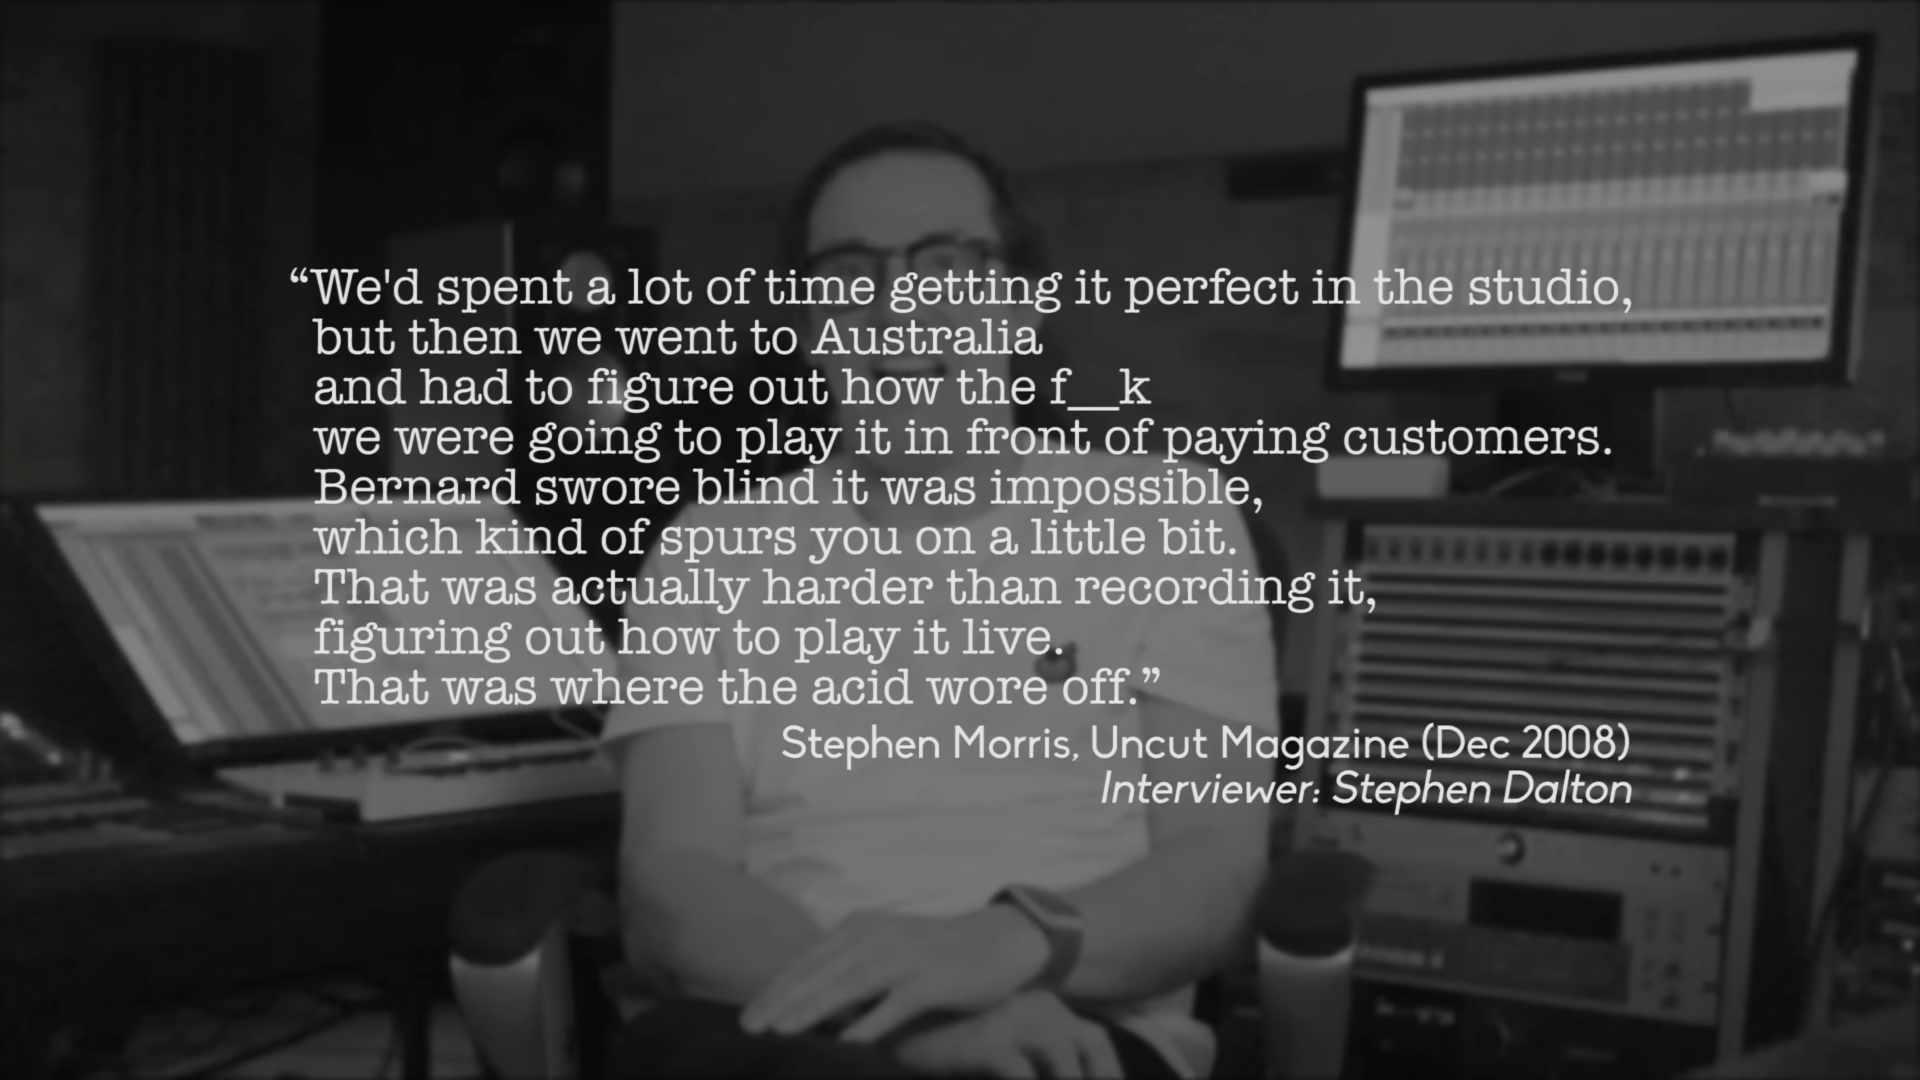 “We'd spent a lot of time getting it perfect in the studio,
but then we went to Australia
and had to figure out how the f__k
we were going to play it in front of paying customers.
Bernard swore blind it was impossible,
which kind of spurs you on a little bit.
That was actually harder than recording it,
figuring out how to play it live.
That was where the acid wore off.”
Stephen Morris, Uncut Magazine (Dec 2008)
Interviewer: Stephen Dalton